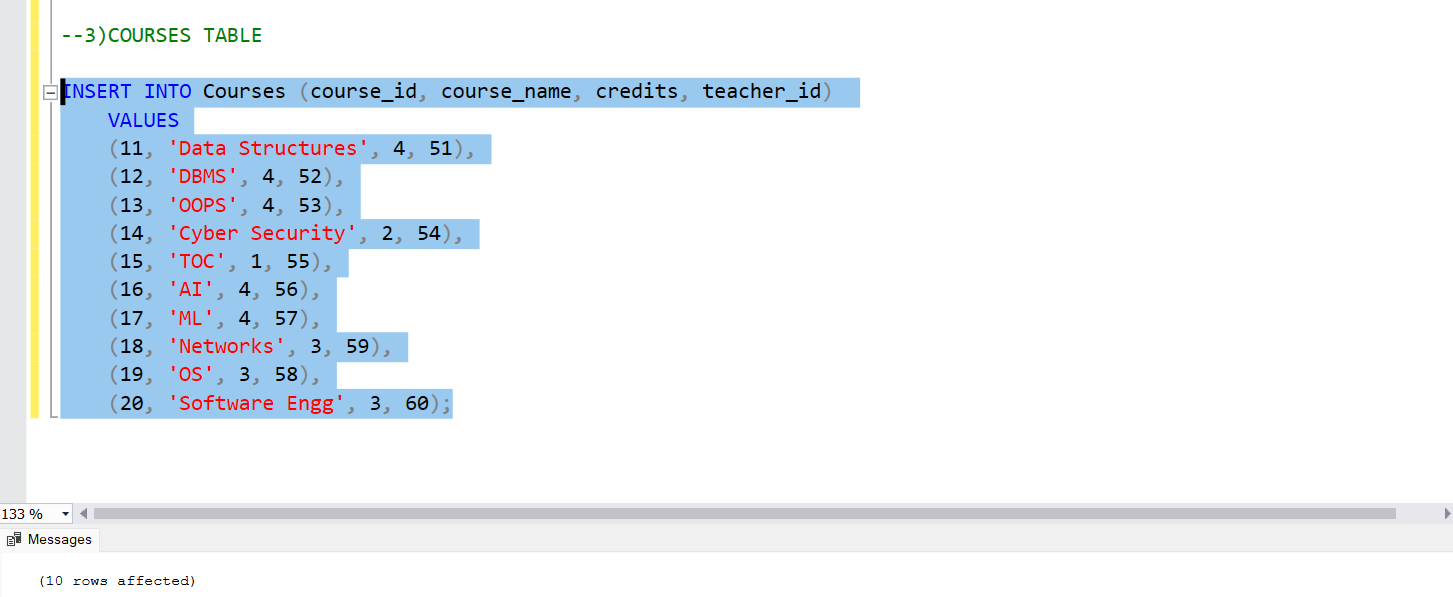 --3)COURSES TABLE
INSERT INTO Courses (course_id, course_name, credits, teacher_id)
VALUES
(11, 'Data Structures', 4, 51),
(12, 'DBMS', 4, 52),
(13, 'OOPS', 4, 53),
(14, 'Cyber Security', 2, 54),
(15, 'TOC', 1, 55),
(16, 'AI', 4, 56),
(17, 'ML', 4, 57),
(18, 'Networks', 3, 59),
(19, 'OS', 3, 58),
(20, 'Software Engg', 3, 60);
133 %
Messages
(10 rows affected)